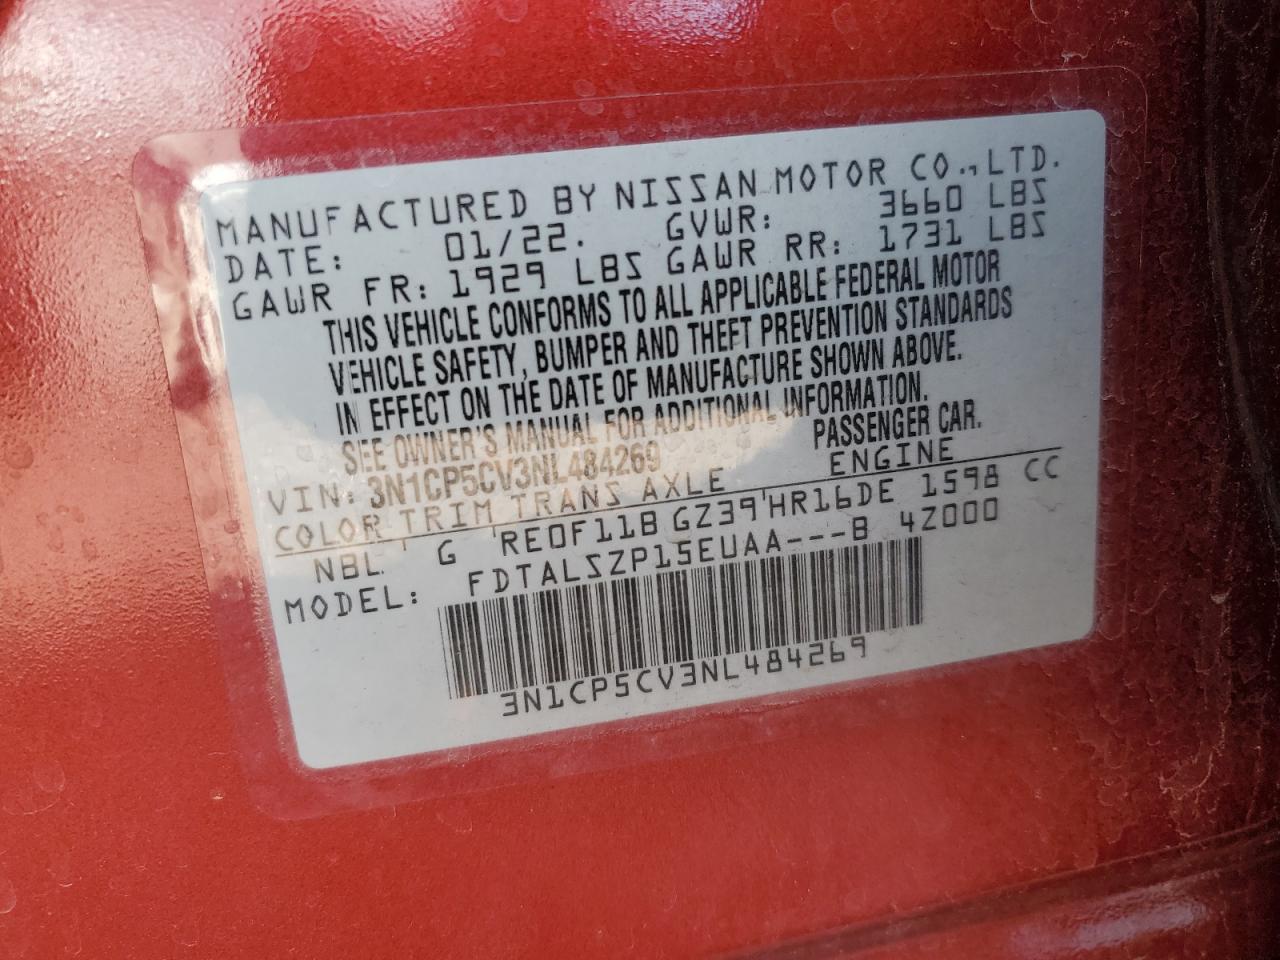 MANUFACTURED BY NISSAN MOTOR CO., LTD.
DATE: 01/22. GVWR: 3660 LBS
GAWR FR: 1929 LBS GAWR RR: 1731 LBS
THIS VEHICLE CONFORMS TO ALL APPLICABLE FEDERAL MOTOR
VEHICLE SAFETY, BUMPER AND THEFT PREVENTION STANDARDS
IN EFFECT ON THE DATE OF MANUFACTURE SHOWN ABOVE.
SEE OWNER'S MANUAL FOR ADDITIONAL INFORMATION.
VIN: 3N1CP5CV3NL484269 PASSENGER CAR.
COLOR TRIM TRANS AXLE ENGINE
NBL G RE0F11B GZ39 HR16DE 1598 CC
MODEL: FDTALSZP15EUAA---B 4Z000
3N1CP5CV3NL484269